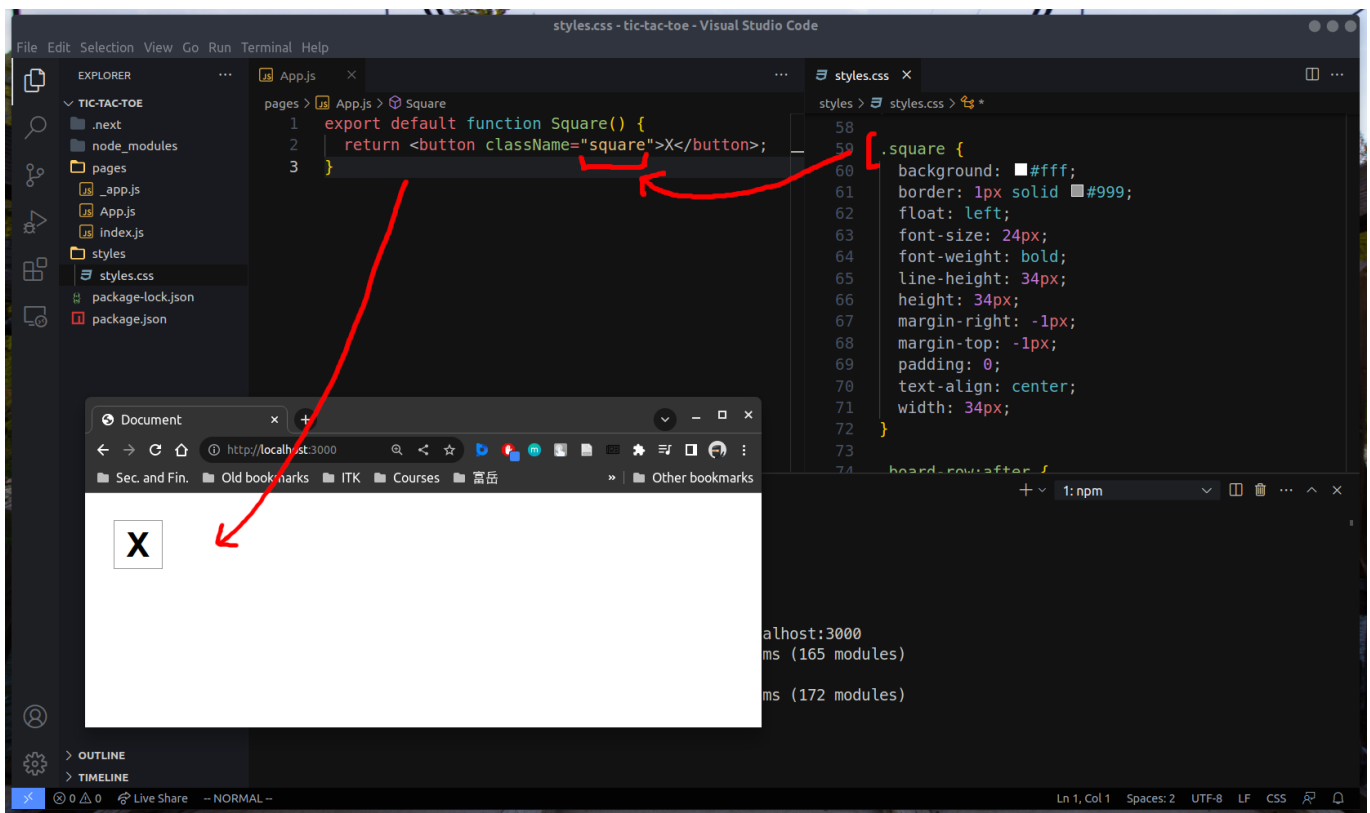 styles.css - tic-tac-toe - Visual Studio Code
File Edit Selection View Go Run Terminal Help
EXPLORER
TIC-TAC-TOE
.next
node_modules
pages
_app.js
App.js
index.js
styles
styles.css
package-lock.json
package.json
OUTLINE
TIMELINE
App.js
pages > App.js > Square
1 export default function Square() {
2 return <button className="square">X</button>;
3 }
styles.css
styles > styles.css > *
58
59 .square {
60 background: #fff;
61 border: 1px solid #999;
62 float: left;
63 font-size: 24px;
64 font-weight: bold;
65 line-height: 34px;
66 height: 34px;
67 margin-right: -1px;
68 margin-top: -1px;
69 padding: 0;
70 text-align: center;
71 width: 34px;
72 }
73
74 .board-row:after {
Document
http://localhost:3000
Sec. and Fin. Old bookmarks ITK Courses 富岳 » Other bookmarks
X
1: npm
alhost:3000
ms (165 modules)
ms (172 modules)
0 0 Live Share -- NORMAL --
Ln 1, Col 1 Spaces: 2 UTF-8 LF CSS